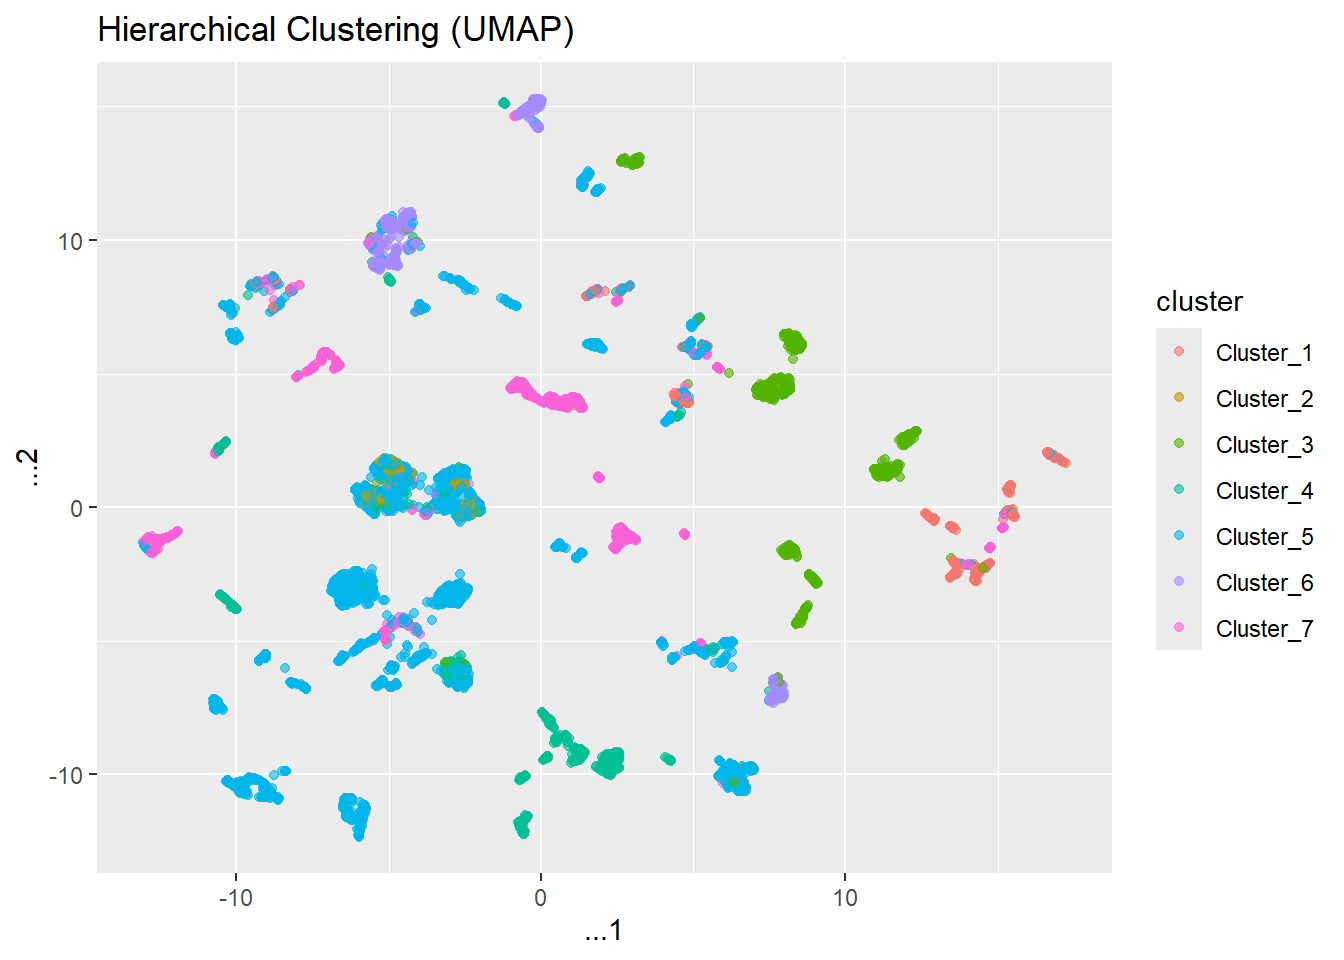 Hierarchical Clustering (UMAP)
10
0
-10
...2
-10
0
10
...1
cluster
Cluster_1
Cluster_2
Cluster_3
Cluster_4
Cluster_5
Cluster_6
Cluster_7